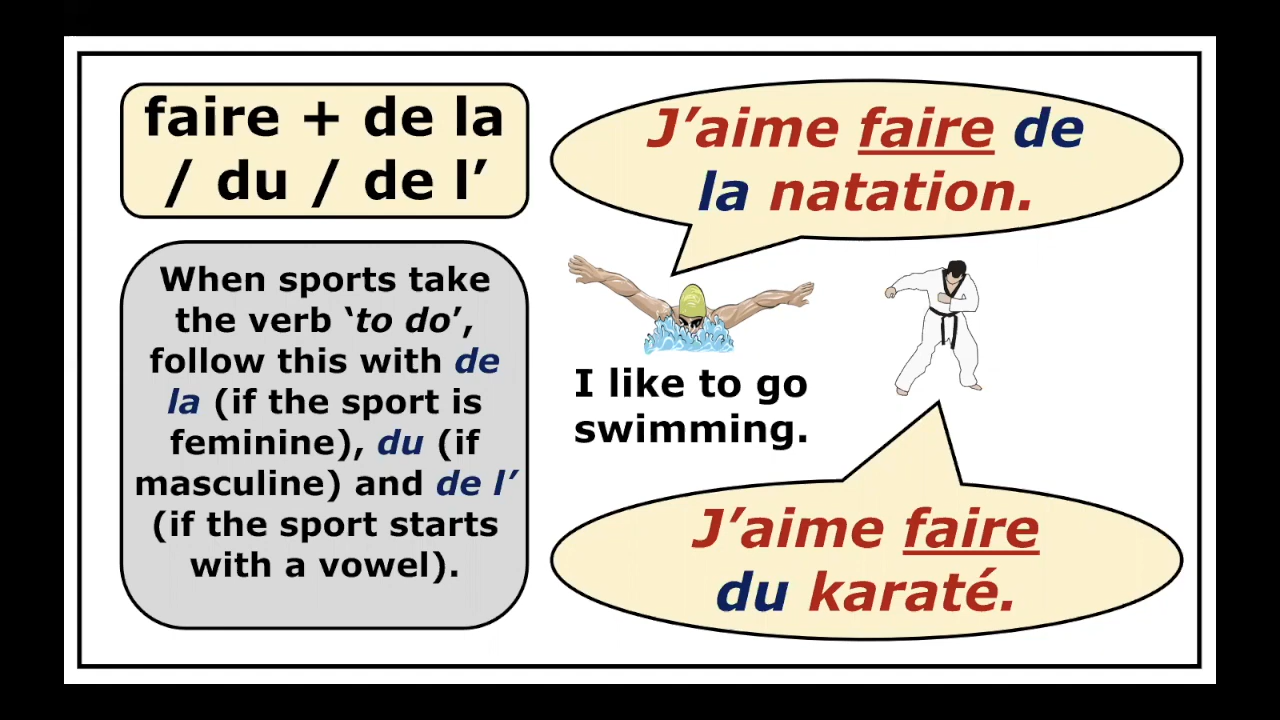 faire + de la
/ du / de l’
When sports take
the verb ‘to do’,
follow this with de
la (if the sport is
feminine), du (if
masculine) and de l’
(if the sport starts
with a vowel).
J’aime faire de
la natation.
I like to go
swimming.
J’aime faire
du karaté.